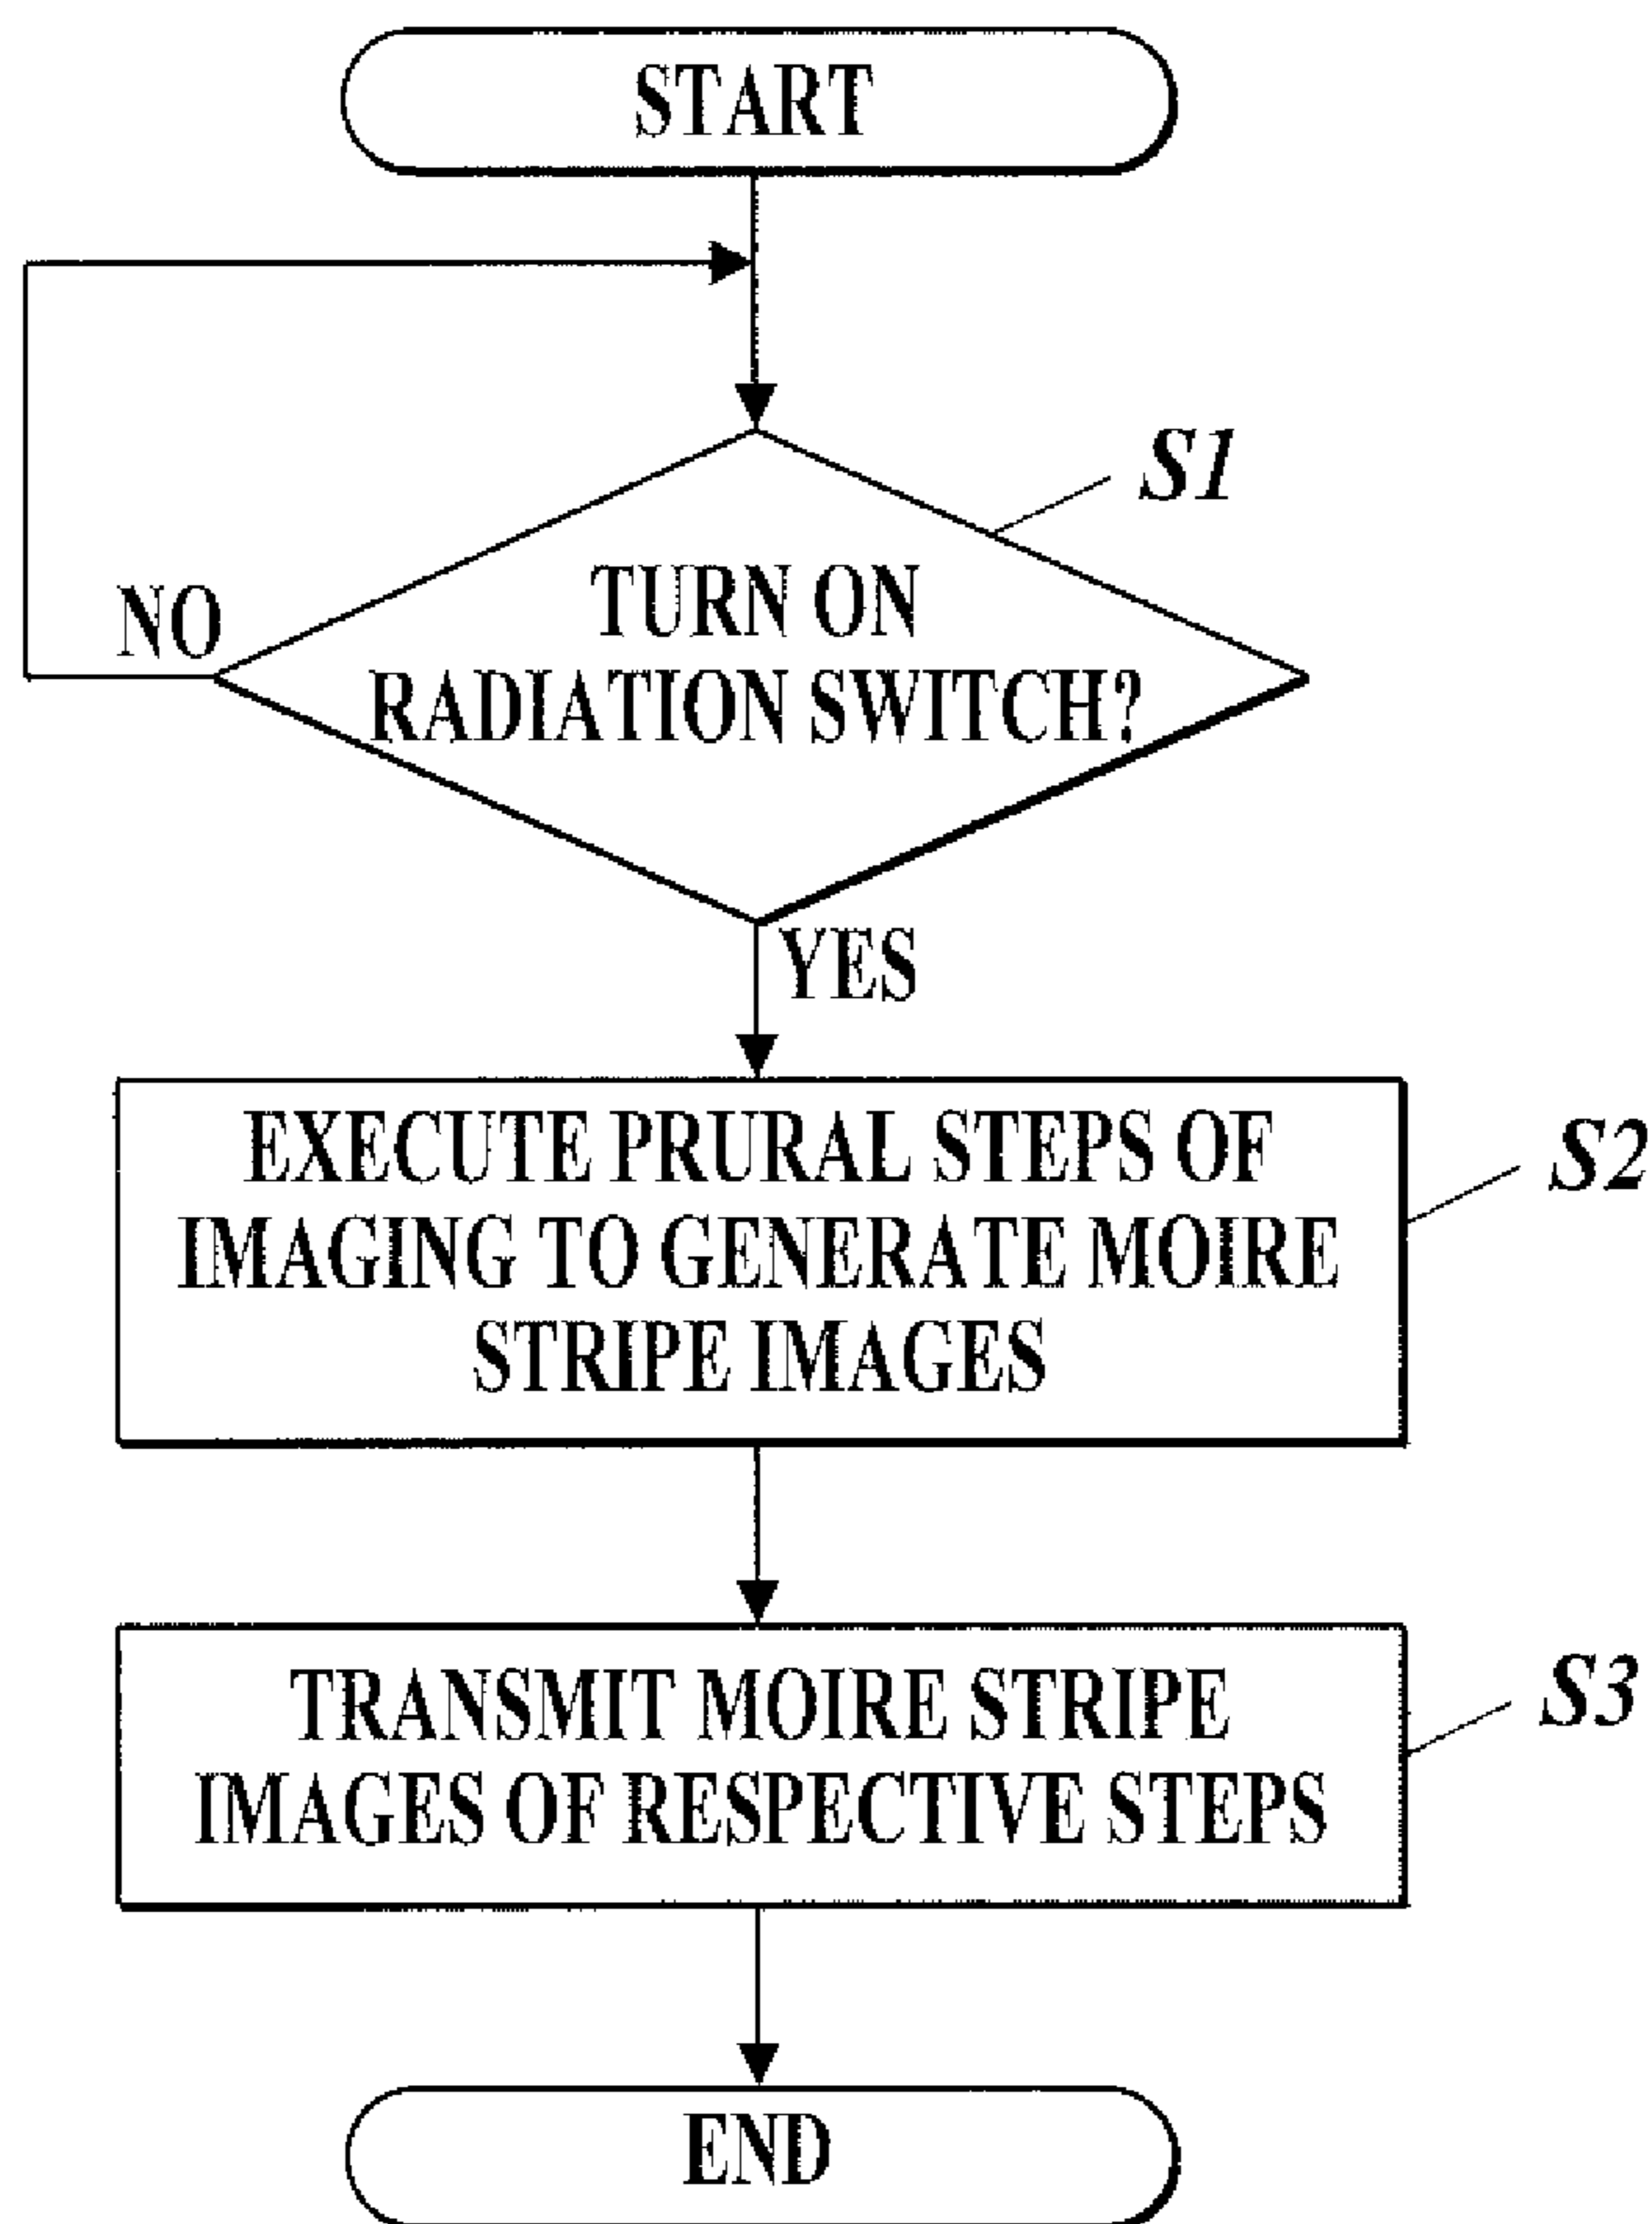 START
S1
TURN ON
RADIATION SWITCH?
NO
YES
EXECUTE PRURAL STEPS OF
IMAGING TO GENERATE MOIRE
STRIPE IMAGES
S2
TRANSMIT MOIRE STRIPE
IMAGES OF RESPECTIVE STEPS
S3
END